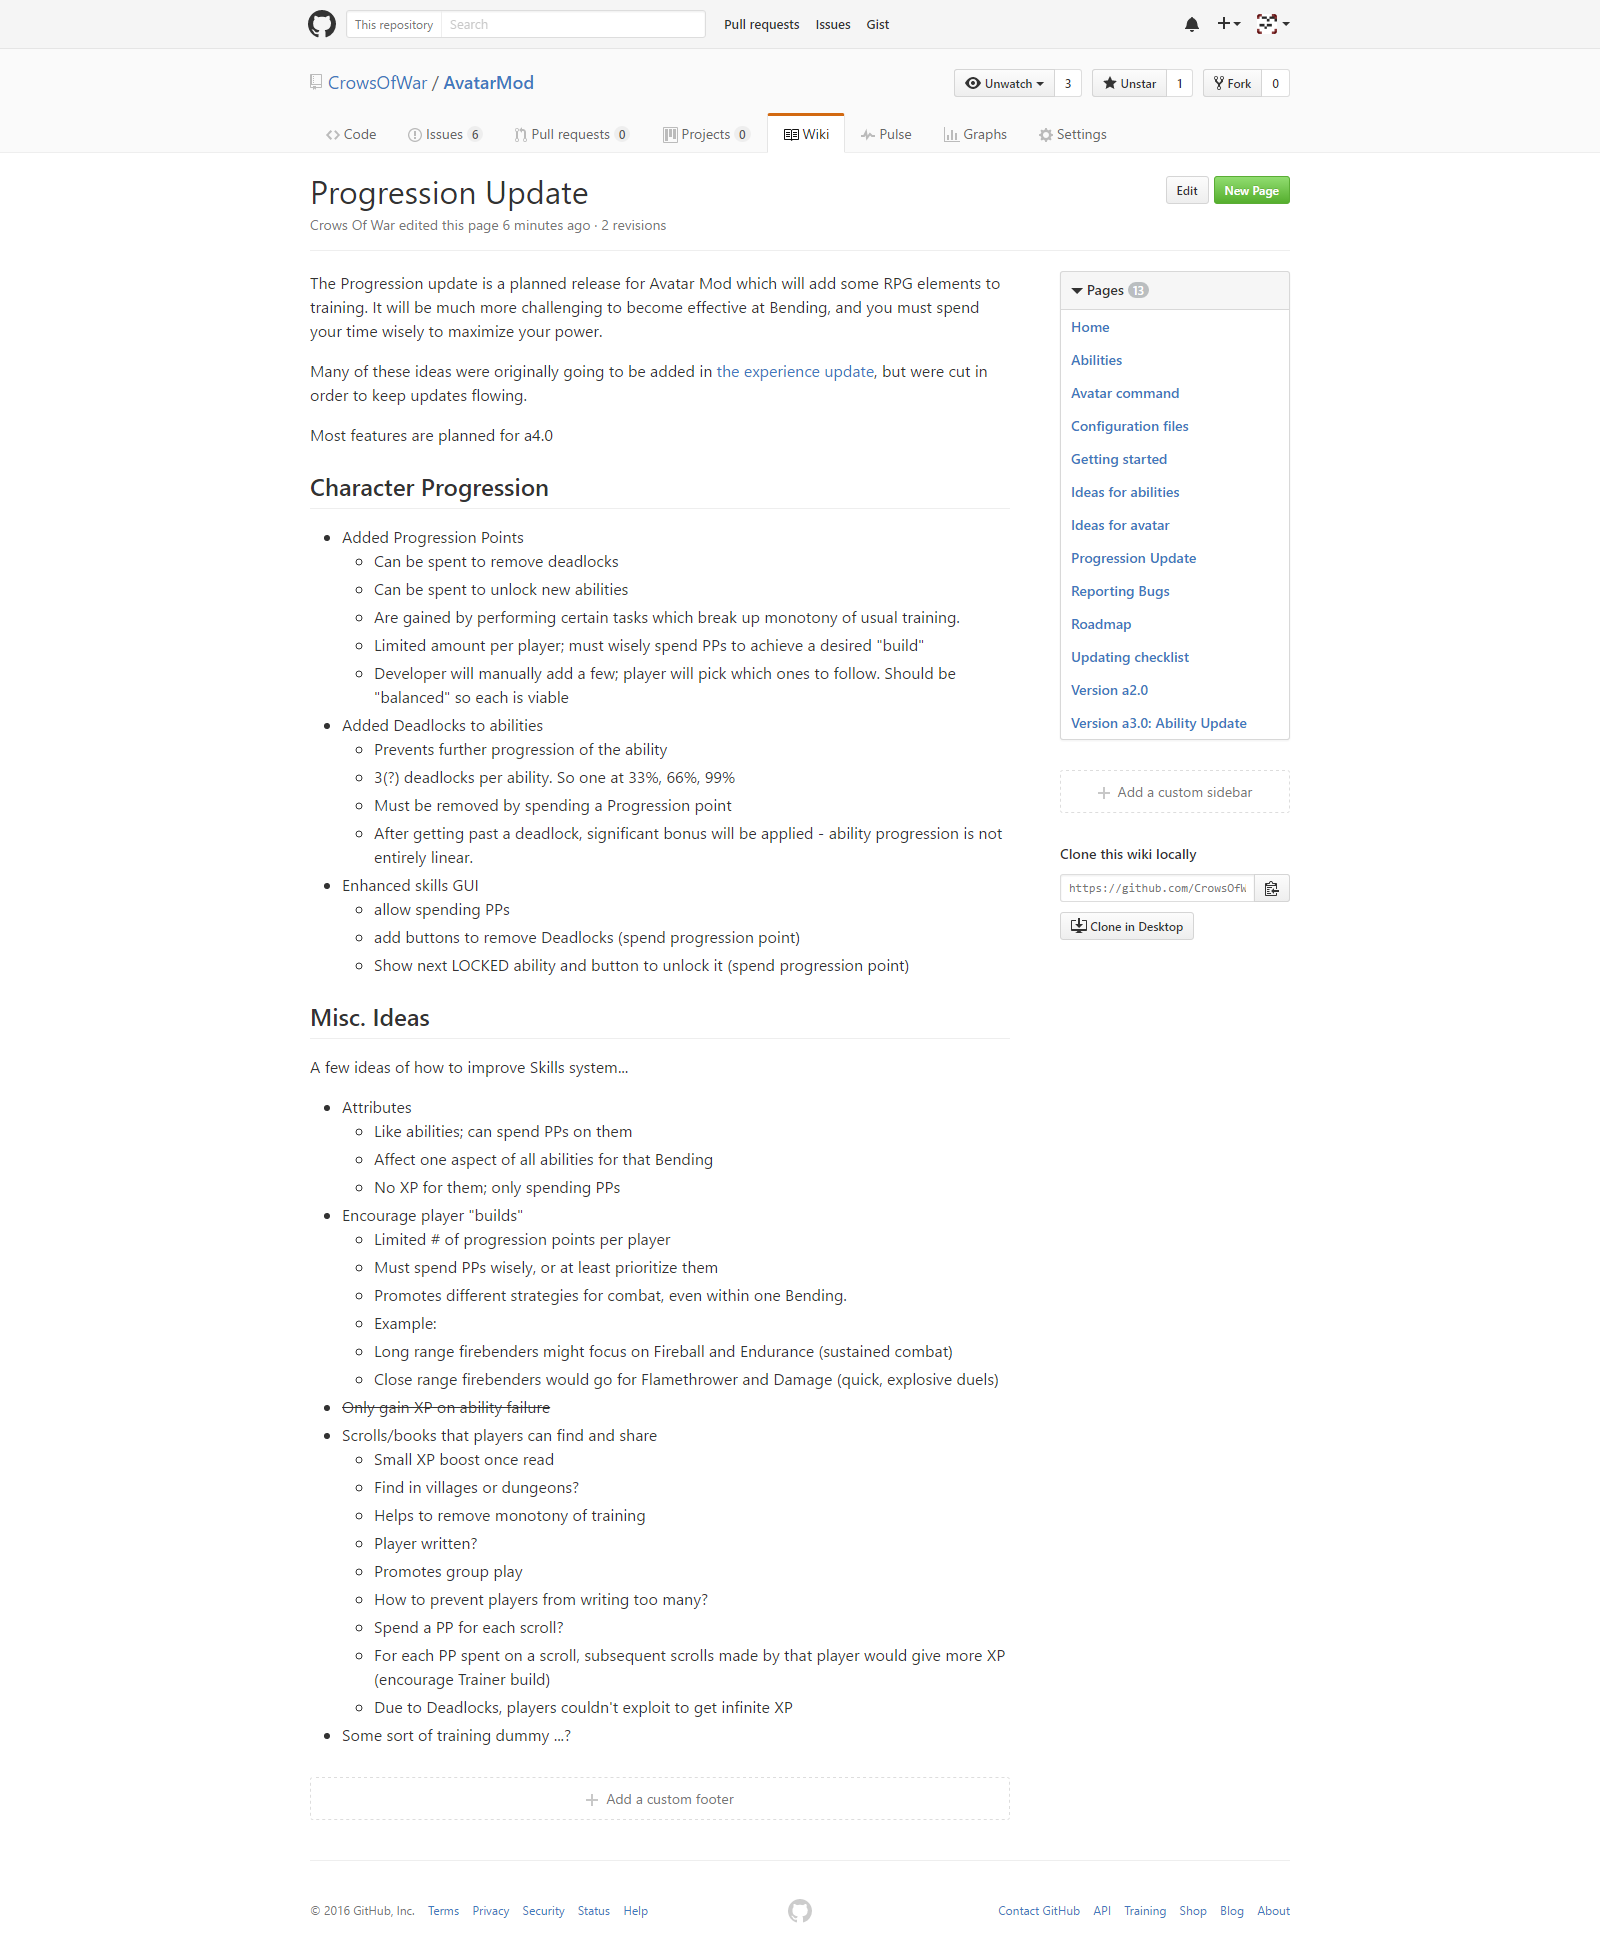 This repository Search Pull requests Issues Gist
CrowsOfWar / AvatarMod Unwatch 3 Unstar 1 Fork 0
Code Issues 6 Pull requests 0 Projects 0 Wiki Pulse Graphs Settings
Progression Update
Edit New Page
Crows Of War edited this page 6 minutes ago · 2 revisions
The Progression update is a planned release for Avatar Mod which will add some RPG elements to
training. It will be much more challenging to become effective at Bending, and you must spend
your time wisely to maximize your power.
Many of these ideas were originally going to be added in the experience update, but were cut in
order to keep updates flowing.
Most features are planned for a4.0
Character Progression
Added Progression Points
Can be spent to remove deadlocks
Can be spent to unlock new abilities
Are gained by performing certain tasks which break up monotony of usual training.
Limited amount per player; must wisely spend PPs to achieve a desired "build"
Developer will manually add a few; player will pick which ones to follow. Should be
"balanced" so each is viable
Added Deadlocks to abilities
Prevents further progression of the ability
3(?) deadlocks per ability. So one at 33%, 66%, 99%
Must be removed by spending a Progression point
After getting past a deadlock, significant bonus will be applied - ability progression is not
entirely linear.
Enhanced skills GUI
allow spending PPs
add buttons to remove Deadlocks (spend progression point)
Show next LOCKED ability and button to unlock it (spend progression point)
Misc. Ideas
A few ideas of how to improve Skills system...
Attributes
Like abilities; can spend PPs on them
Affect one aspect of all abilities for that Bending
No XP for them; only spending PPs
Encourage player "builds"
Limited # of progression points per player
Must spend PPs wisely, or at least prioritize them
Promotes different strategies for combat, even within one Bending.
Example:
Long range firebenders might focus on Fireball and Endurance (sustained combat)
Close range firebenders would go for Flamethrower and Damage (quick, explosive duels)
Only gain XP on ability failure
Scrolls/books that players can find and share
Small XP boost once read
Find in villages or dungeons?
Helps to remove monotony of training
Player written?
Promotes group play
How to prevent players from writing too many?
Spend a PP for each scroll?
For each PP spent on a scroll, subsequent scrolls made by that player would give more XP
(encourage Trainer build)
Due to Deadlocks, players couldn't exploit to get infinite XP
Some sort of training dummy ...?
Add a custom footer
Pages 13
Home
Abilities
Avatar command
Configuration files
Getting started
Ideas for abilities
Ideas for avatar
Progression Update
Reporting Bugs
Roadmap
Updating checklist
Version a2.0
Version a3.0: Ability Update
Add a custom sidebar
Clone this wiki locally
https://github.com/CrowsOfW
Clone in Desktop
© 2016 GitHub, Inc. Terms Privacy Security Status Help Contact GitHub API Training Shop Blog About